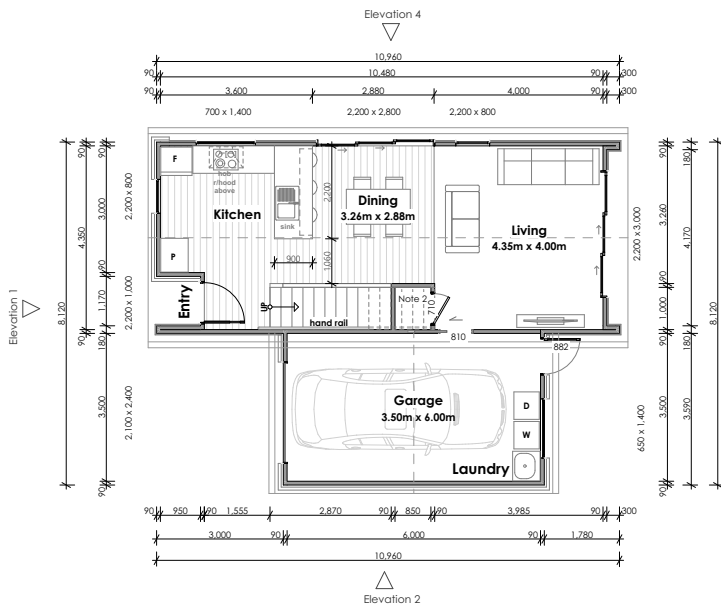 Elevation 4
10,960
90 10,480 90 300
90 3,600 2,880 4,000 90 300
700 x 1,400 2,200 x 2,800 2,200 x 800
F
hob
r/hood
above
Kitchen
sink
P
2,200
900
1,060
Dining
3.26m x 2.88m
Living
4.35m x 4.00m
Entry
UP
hand rail
Note 2
710
810
882
Garage
3.50m x 6.00m
D
W
Laundry
Elevation 1
8,120
90
4,350
90
90
3,000
90
1,170
180
3,500
90
2,200 x 800
2,200 x 1,000
2,100 x 2,400
2,200 x 3,000
650 x 1,400
90
3,260
90
1,000
90
3,500
90
180
4,170
180
3,590
8,120
90 950 90 1,555 2,870 90 850 90 3,985 90 300
3,000 90 6,000 90 1,780
10,960
Elevation 2